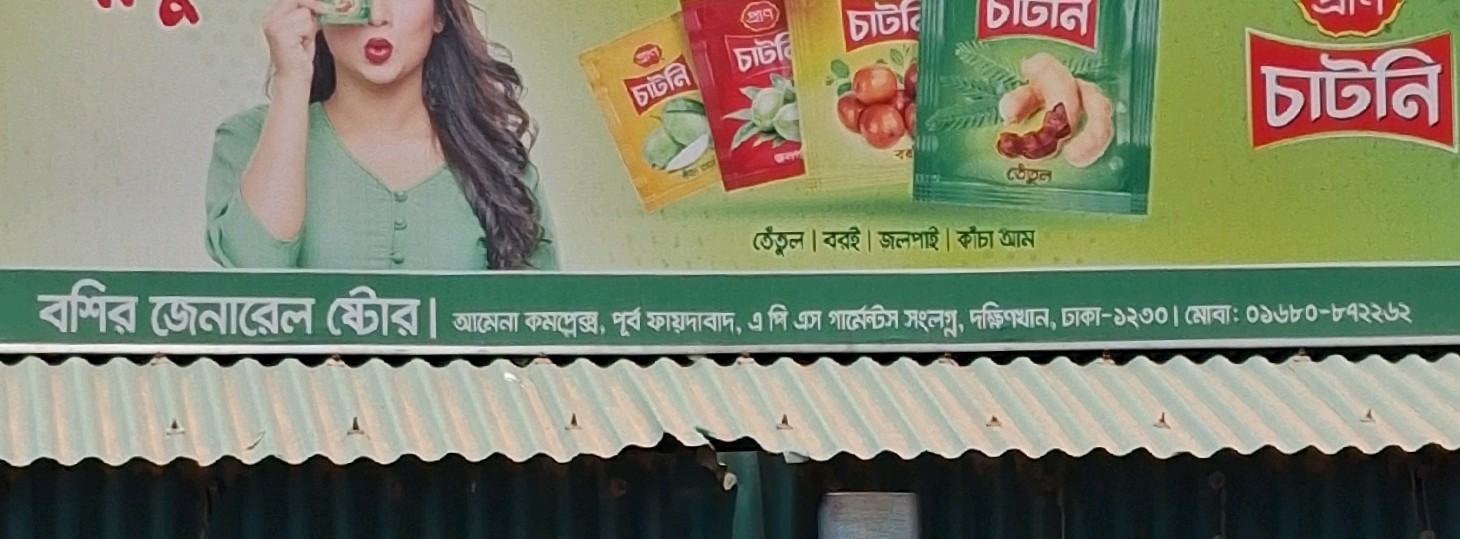 প্রাণ
চাটনি
প্রাণ
চাটনি
চাটনি
চাটনি
প্রাণ
চাটনি
তেঁতুল
তেঁতুল | বরই | জলপাই | কাঁচা আম
বশির জেনারেল ষ্টোর। আমেনা কমপ্লেক্স, পূর্ব ফায়দাবাদ, এ পি এস গার্মেন্টস সংলগ্ন, দক্ষিণখান, ঢাকা-১২৩০। মোবা: ০১৬৮০-৮৭২২৬২